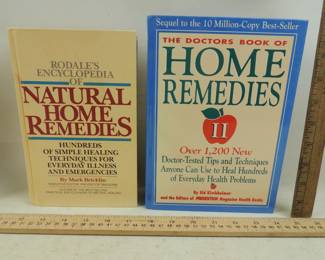 RODALE'S
ENCYCLOPEDIA
OF
NATURAL
HOME
REMEDIES
HUNDREDS
OF SIMPLE HEALING
TECHNIQUES FOR
EVERYDAY ILLNESS
AND EMERGENCIES
By Mark Bricklin
Sequel to the 10 Million-Copy Best-Seller
THE DOCTORS BOOK OF
HOME
REMEDIES
II
Over 1,200 New
Doctor-Tested Tips and Techniques
Anyone Can Use to Heal Hundreds
of Everyday Health Problems
By Sid Kirchheimer
and the Editors of PREVENTION Magazine Health Books